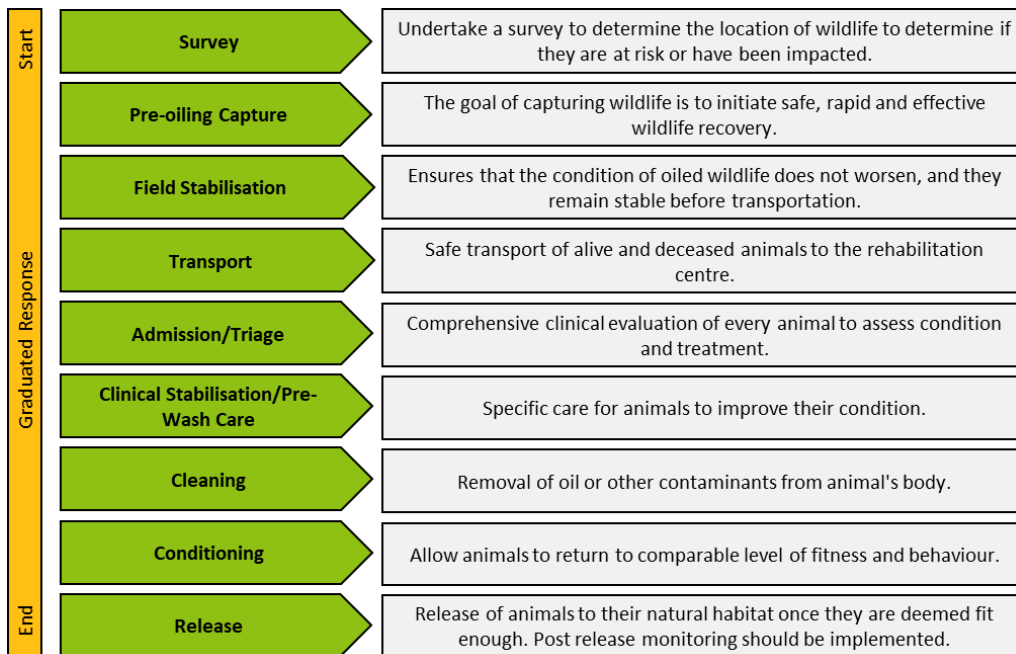 Start
Graduated Response
End
Survey
Undertake a survey to determine the location of wildlife to determine if
they are at risk or have been impacted.
Pre-oiling Capture
The goal of capturing wildlife is to initiate safe, rapid and effective
wildlife recovery.
Field Stabilisation
Ensures that the condition of oiled wildlife does not worsen, and they
remain stable before transportation.
Transport
Safe transport of alive and deceased animals to the rehabilitation
centre.
Admission/Triage
Comprehensive clinical evaluation of every animal to assess condition
and treatment.
Clinical Stabilisation/Pre-
Wash Care
Specific care for animals to improve their condition.
Cleaning
Removal of oil or other contaminants from animal's body.
Conditioning
Allow animals to return to comparable level of fitness and behaviour.
Release
Release of animals to their natural habitat once they are deemed fit
enough. Post release monitoring should be implemented.